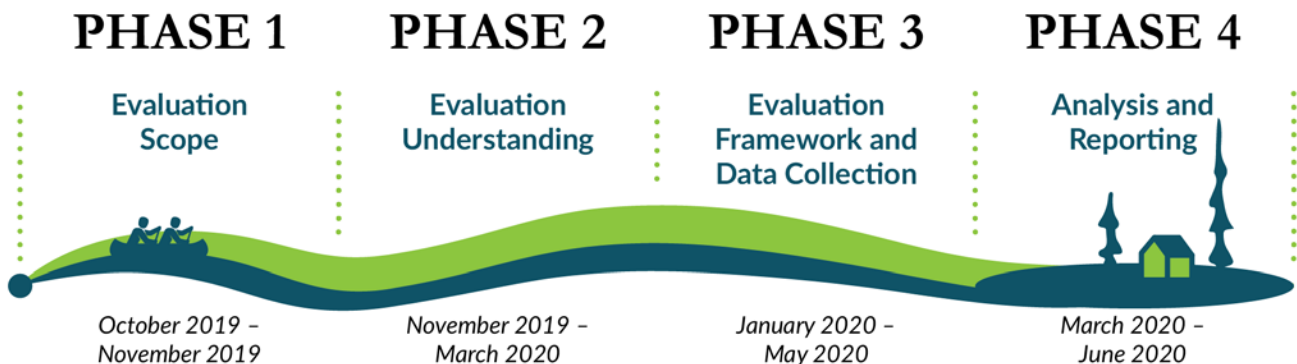 PHASE 1
Evaluation
Scope
October 2019 –
November 2019
PHASE 2
Evaluation
Understanding
November 2019 –
March 2020
PHASE 3
Evaluation
Framework and
Data Collection
January 2020 –
May 2020
PHASE 4
Analysis and
Reporting
March 2020 –
June 2020